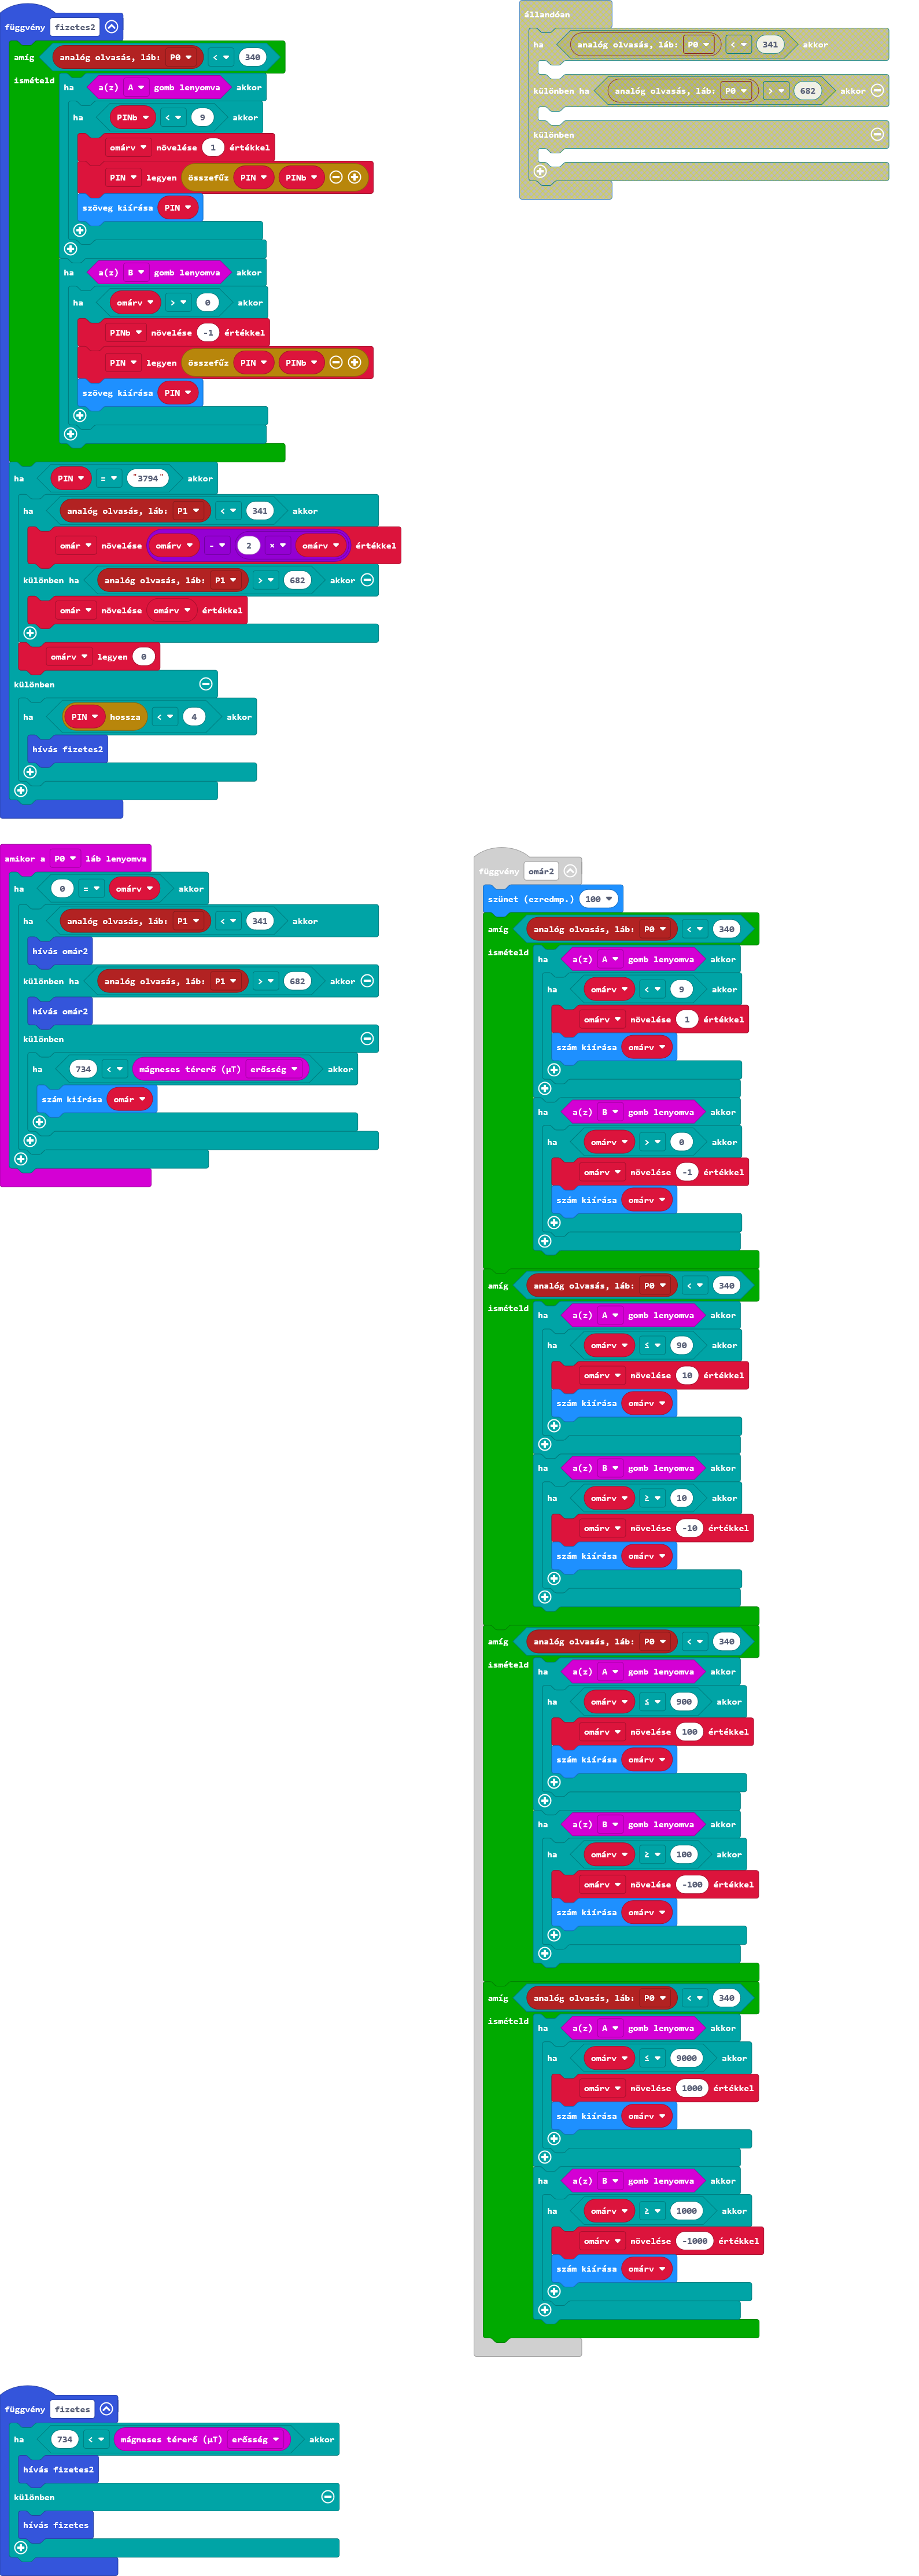 függvény fizetes2
amíg analóg olvasás, láb: P0 < 340
ismételd
ha a(z) A gomb lenyomva akkor
ha PINb < 9 akkor
omárv növelése 1 értékkel
PIN legyen összefűz PIN PINb
szöveg kiírása PIN
ha a(z) B gomb lenyomva akkor
ha omárv > 0 akkor
PINb növelése -1 értékkel
PIN legyen összefűz PIN PINb
szöveg kiírása PIN
ha PIN = "3794" akkor
ha analóg olvasás, láb: P1 < 341 akkor
omár növelése omárv - 2 × omárv értékkel
különben ha analóg olvasás, láb: P1 > 682 akkor
omár növelése omárv értékkel
omárv legyen 0
különben
ha PIN hossza < 4 akkor
hívás fizetes2
állandóan
ha analóg olvasás, láb: P0 < 341 akkor
különben ha analóg olvasás, láb: P0 > 682 akkor
különben
amikor a P0 láb lenyomva
ha 0 = omárv akkor
ha analóg olvasás, láb: P1 < 341 akkor
hívás omár2
különben ha analóg olvasás, láb: P1 > 682 akkor
hívás omár2
különben
ha 734 < mágneses térerő (µT) erősség akkor
szám kiírása omár
függvény omár2
szünet (ezredmp.) 100
amíg analóg olvasás, láb: P0 < 340
ismételd
ha a(z) A gomb lenyomva akkor
ha omárv < 9 akkor
omárv növelése 1 értékkel
szám kiírása omárv
ha a(z) B gomb lenyomva akkor
ha omárv > 0 akkor
omárv növelése -1 értékkel
szám kiírása omárv
amíg analóg olvasás, láb: P0 < 340
ismételd
ha a(z) A gomb lenyomva akkor
ha omárv ≤ 90 akkor
omárv növelése 10 értékkel
szám kiírása omárv
ha a(z) B gomb lenyomva akkor
ha omárv ≥ 10 akkor
omárv növelése -10 értékkel
szám kiírása omárv
amíg analóg olvasás, láb: P0 < 340
ismételd
ha a(z) A gomb lenyomva akkor
ha omárv ≤ 900 akkor
omárv növelése 100 értékkel
szám kiírása omárv
ha a(z) B gomb lenyomva akkor
ha omárv ≥ 100 akkor
omárv növelése -100 értékkel
szám kiírása omárv
amíg analóg olvasás, láb: P0 < 340
ismételd
ha a(z) A gomb lenyomva akkor
ha omárv ≤ 9000 akkor
omárv növelése 1000 értékkel
szám kiírása omárv
ha a(z) B gomb lenyomva akkor
ha omárv ≥ 1000 akkor
omárv növelése -1000 értékkel
szám kiírása omárv
függvény fizetes
ha 734 < mágneses térerő (µT) erősség akkor
hívás fizetes2
különben
hívás fizetes